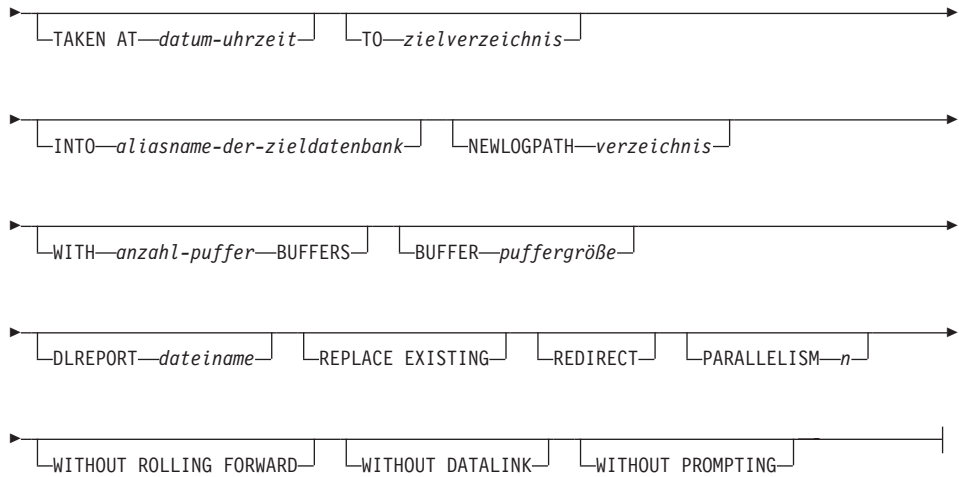 TAKEN AT datum-uhrzeit TO zielverzeichnis
INTO aliasname-der-zieldatenbank NEWLOGPATH verzeichnis
WITH anzahl-puffer BUFFERS BUFFER puffergröße
DLREPORT dateiname REPLACE EXISTING REDIRECT PARALLELISM n
WITHOUT ROLLING FORWARD WITHOUT DATALINK WITHOUT PROMPTING